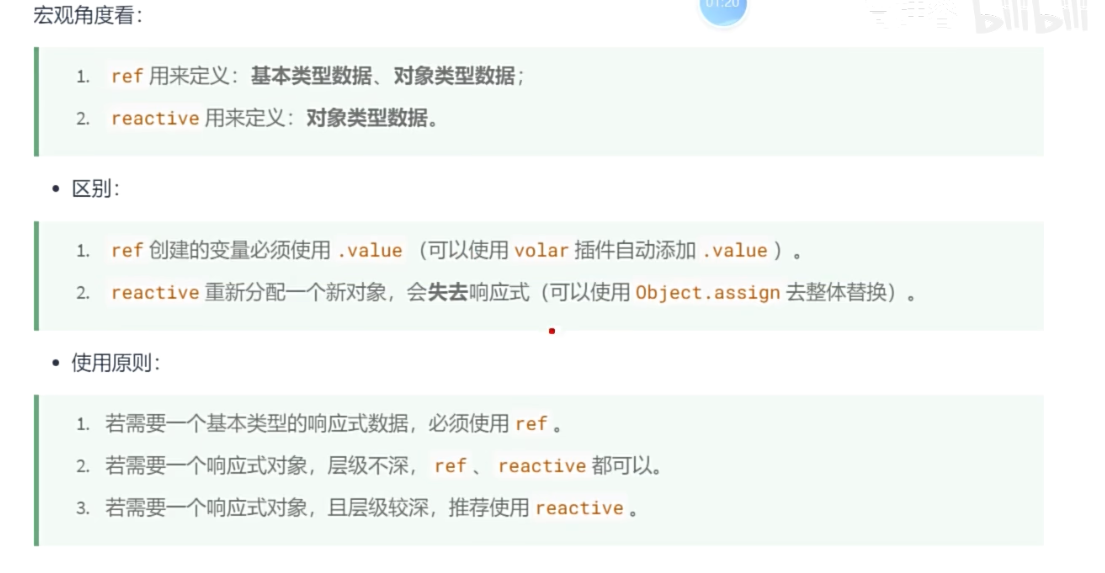 01:20
bilibili
宏观角度看：
1. ref 用来定义：基本类型数据、对象类型数据；
2. reactive 用来定义：对象类型数据。
• 区别：
1. ref 创建的变量必须使用 .value （可以使用 volar 插件自动添加 .value ）。
2. reactive 重新分配一个新对象，会失去响应式（可以使用 Object.assign 去整体替换）。
• 使用原则：
1. 若需要一个基本类型的响应式数据，必须使用 ref 。
2. 若需要一个响应式对象，层级不深， ref 、 reactive 都可以。
3. 若需要一个响应式对象，且层级较深，推荐使用 reactive 。